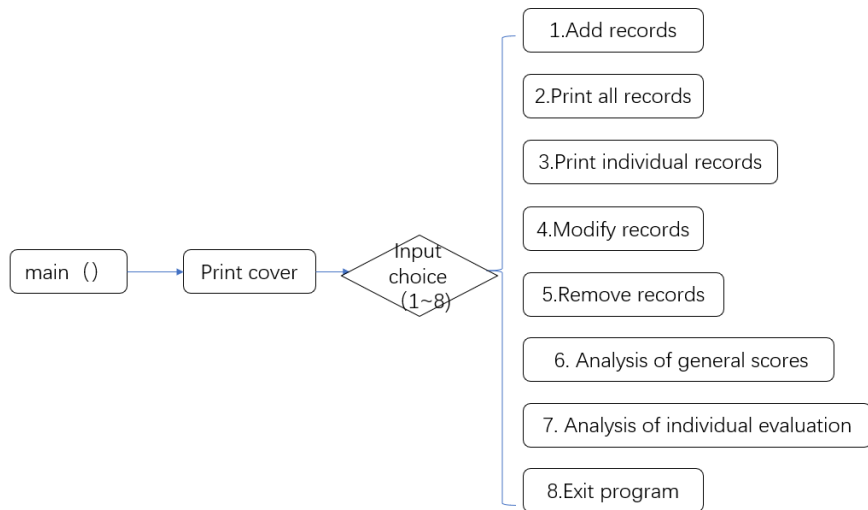 main（）
Print cover
Input
choice
（1~8）
1.Add records
2.Print all records
3.Print individual records
4.Modify records
5.Remove records
6. Analysis of general scores
7. Analysis of individual evaluation
8.Exit program